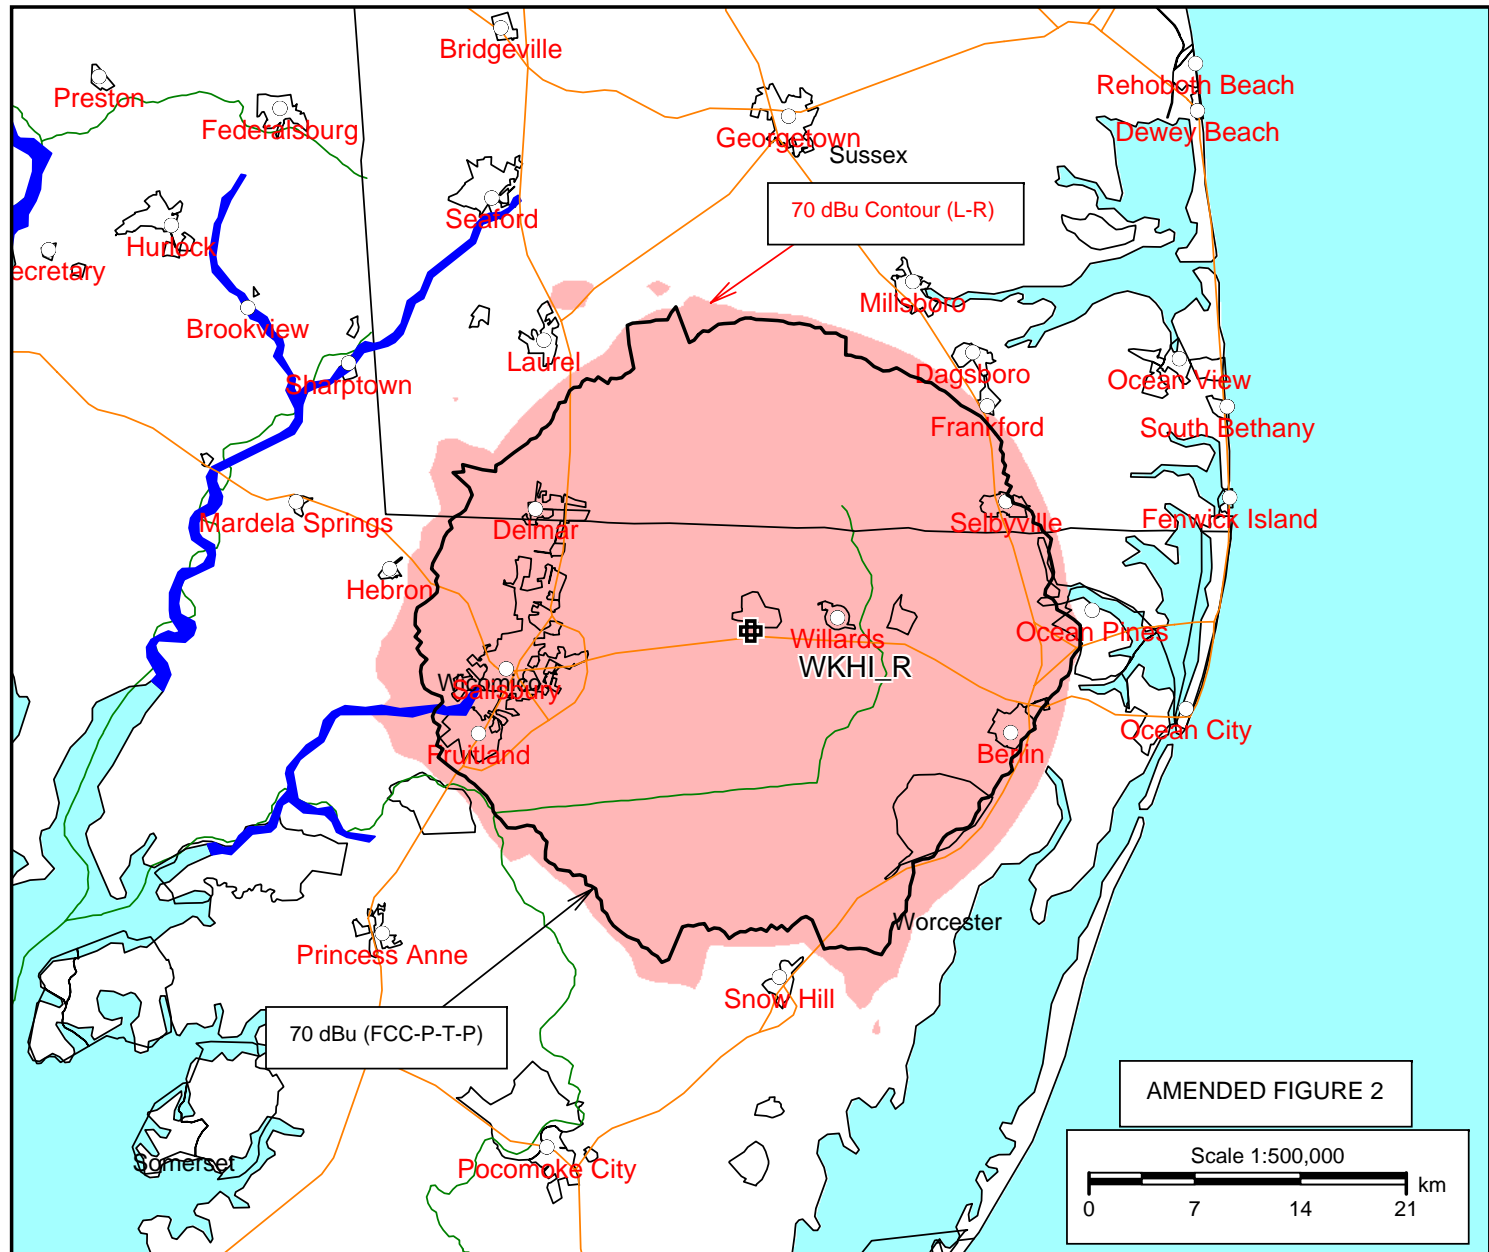 Bridgeville
Preston
Rehoboth Beach
Federalsburg
Georgetown
Dewey Beach
Sussex
70 dBu Contour (L-R)
Seaford
Hurlock
ecretary
Millsboro
Brookview
Laurel
Sharptown
Dagsboro
Ocean View
Frankford
South Bethany
Mardela Springs
Delmar
Selbyville
Fenwick Island
Hebron
Willards
Ocean Pines
WKHI_R
Wicomico
Salisbury
Fruitland
Berlin
Ocean City
Worcester
Princess Anne
Snow Hill
70 dBu (FCC-P-T-P)
AMENDED FIGURE 2
Somerset
Pocomoke City
Scale 1:500,000
km
0 7 14 21